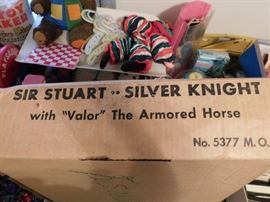 SIR STUART •• SILVER KNIGHT
with "Valor" The Armored Horse
No. 5377 M.O.